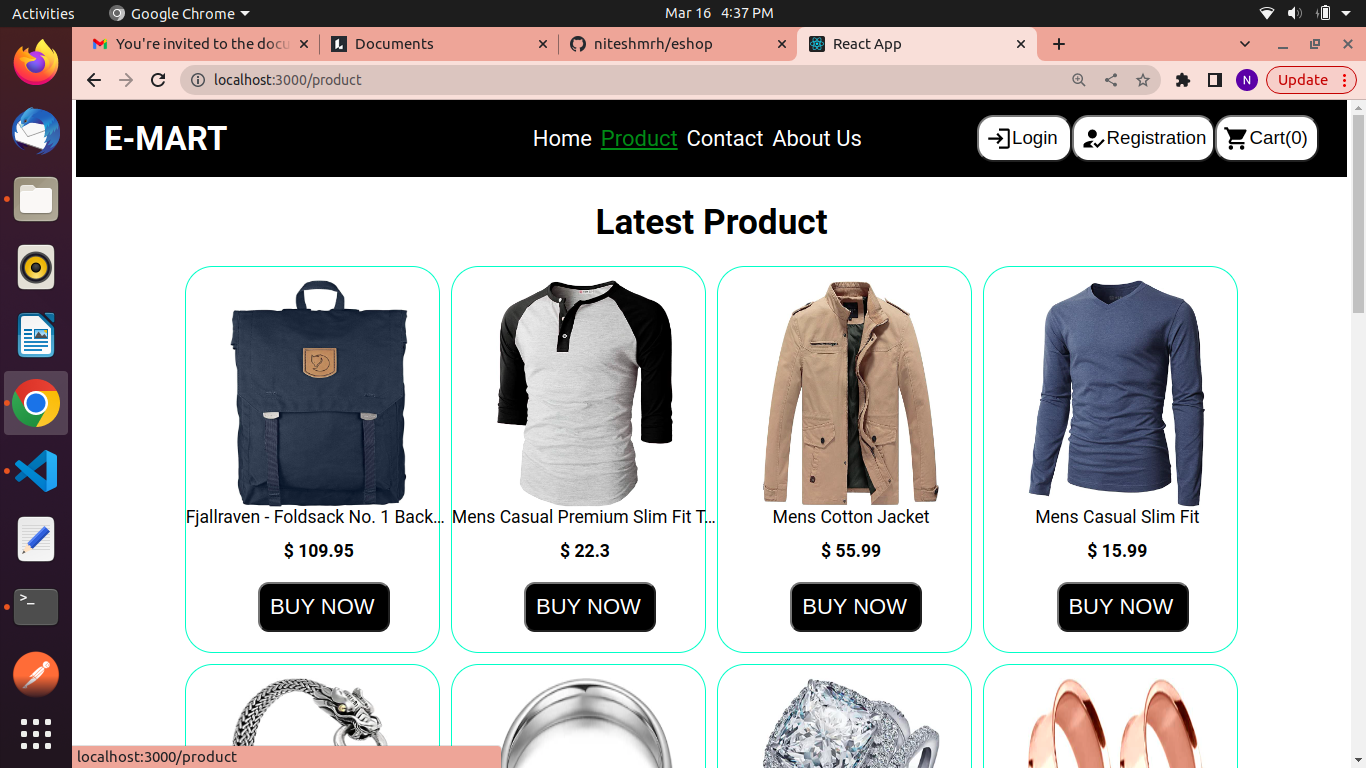 Activities Google Chrome Mar 16 4:37 PM
You're invited to the docu Documents niteshmrh/eshop React App
localhost:3000/product N Update
E-MART Home Product Contact About Us Login Registration Cart(0)
Latest Product
Fjallraven - Foldsack No. 1 Back... Mens Casual Premium Slim Fit T... Mens Cotton Jacket Mens Casual Slim Fit
$ 109.95 $ 22.3 $ 55.99 $ 15.99
BUY NOW BUY NOW BUY NOW BUY NOW
localhost:3000/product